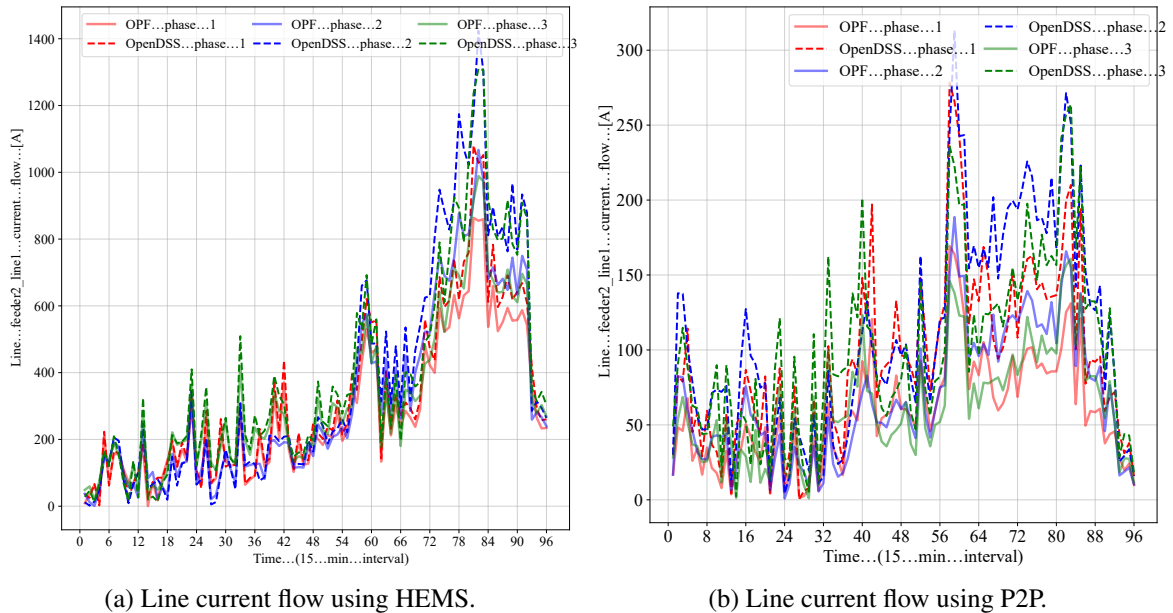 OPF...phase...1
OpenDSS...phase...1
OPF...phase...2
OpenDSS...phase...2
OPF...phase...3
OpenDSS...phase...3
Line...feeder2_line1...current...flow...[A]
1400
1200
1000
800
600
400
200
0
0 6 12 18 24 30 36 42 48 54 60 66 72 78 84 90 96
Time...(15...min...interval)
(a) Line current flow using HEMS.
OPF...phase...1
OpenDSS...phase...1
OPF...phase...2
OpenDSS...phase...2
OPF...phase...3
OpenDSS...phase...3
Line...feeder2_line1...current...flow...[A]
300
250
200
150
100
50
0
0 8 16 24 32 40 48 56 64 72 80 88 96
Time...(15...min...interval)
(b) Line current flow using P2P.